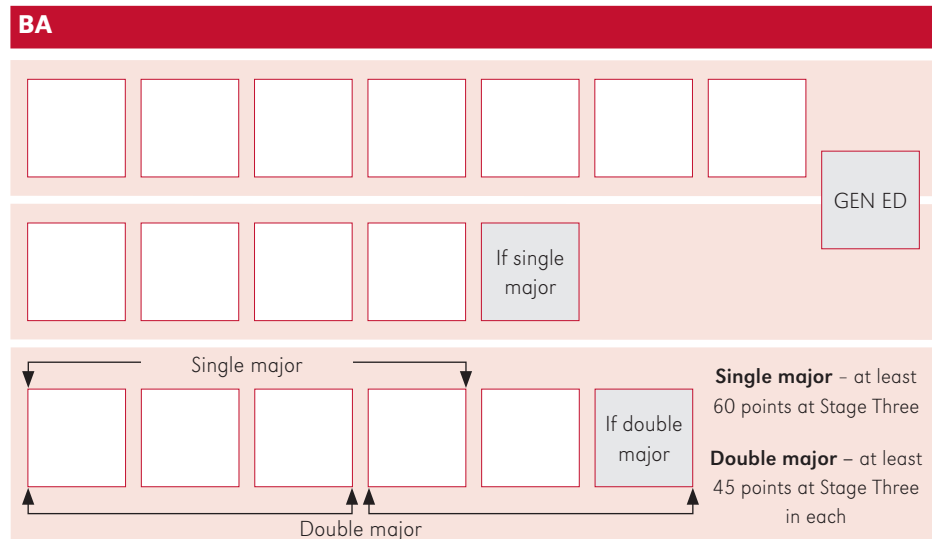 BA
GEN ED
If single
major
Single major
If double
major
Double major
Single major – at least
60 points at Stage Three
Double major – at least
45 points at Stage Three
in each